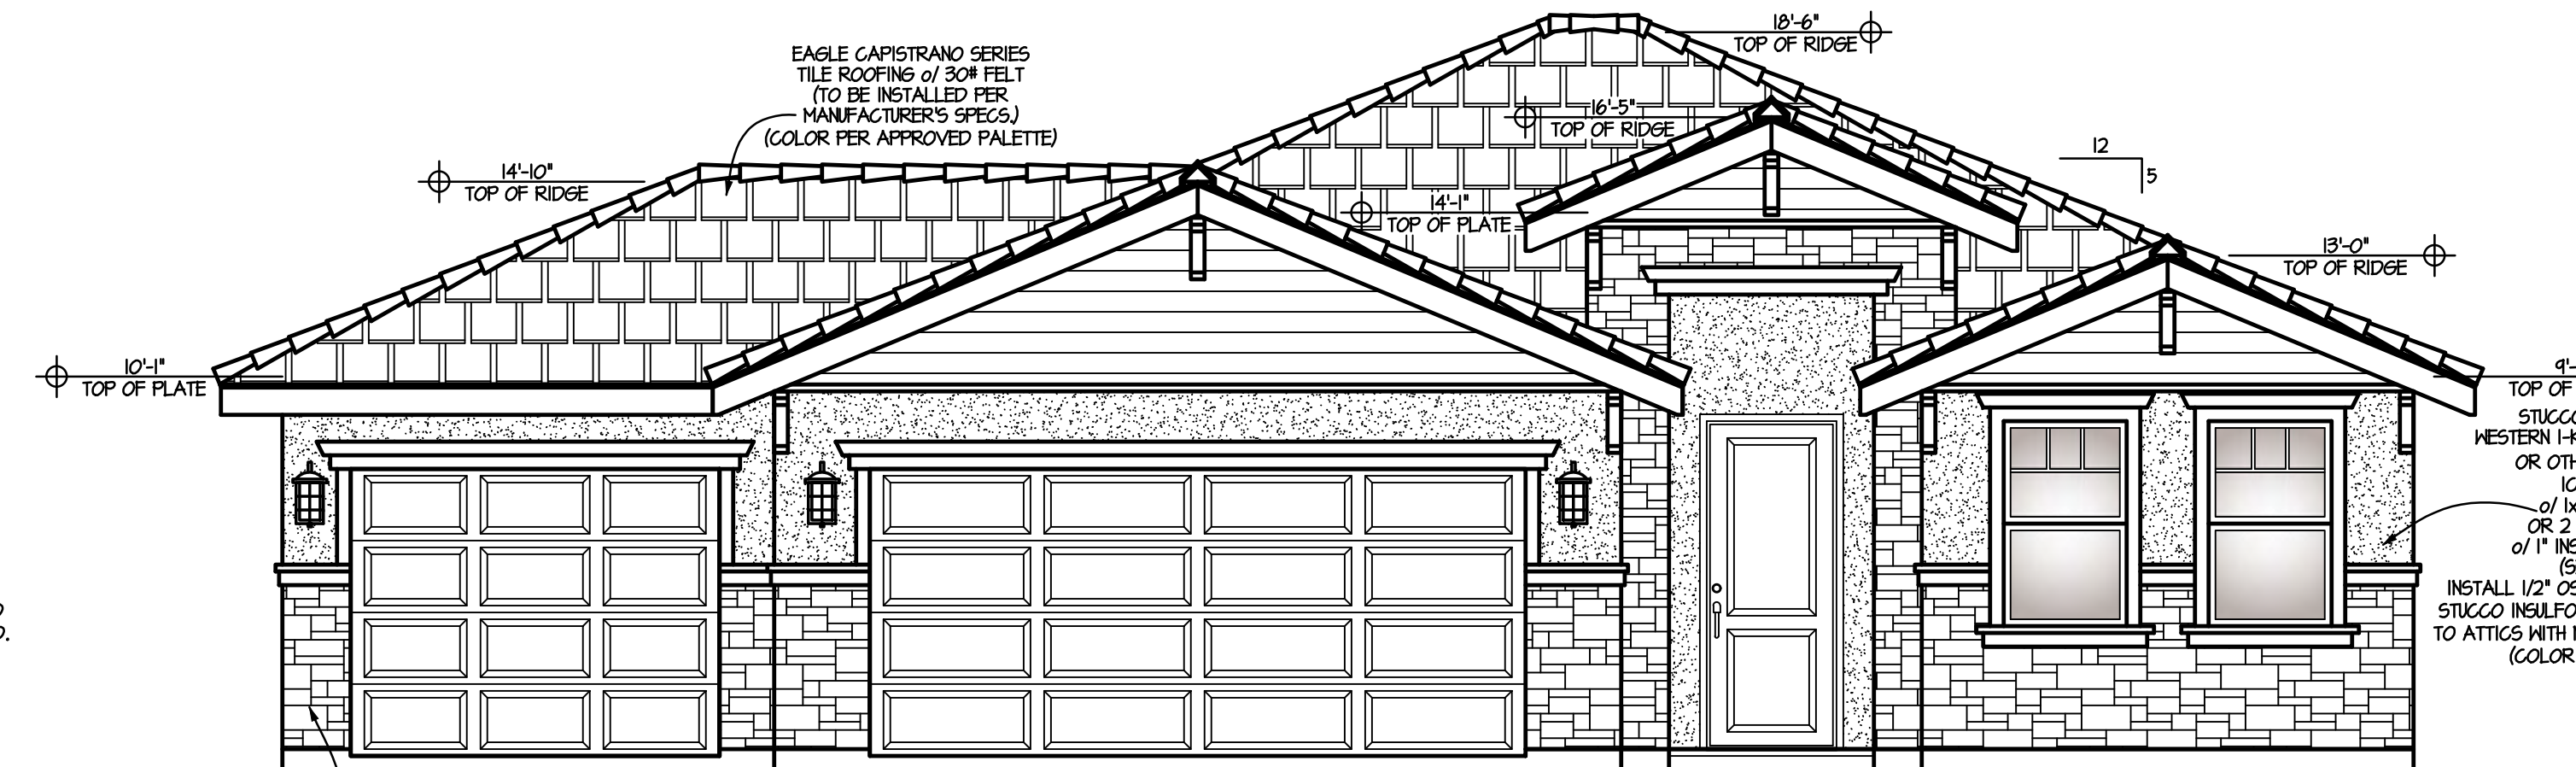 18'-6"
TOP OF RIDGE
EAGLE CAPISTRANO SERIES
TILE ROOFING o/ 30# FELT
(TO BE INSTALLED PER
MANUFACTURER'S SPECS.)
(COLOR PER APPROVED PALETTE)
16'-5"
TOP OF RIDGE
12
5
14'-10"
TOP OF RIDGE
14'-1"
TOP OF PLATE
13'-0"
TOP OF RIDGE
10'-1"
TOP OF PLATE
9'-
TOP OF
STUCCO
WESTERN 1-K
OR OTH
10
o/ 1x
OR 2
o/ 1" INS
(S
INSTALL 1/2" OS
STUCCO INSULFO
TO ATTICS WITH
(COLOR